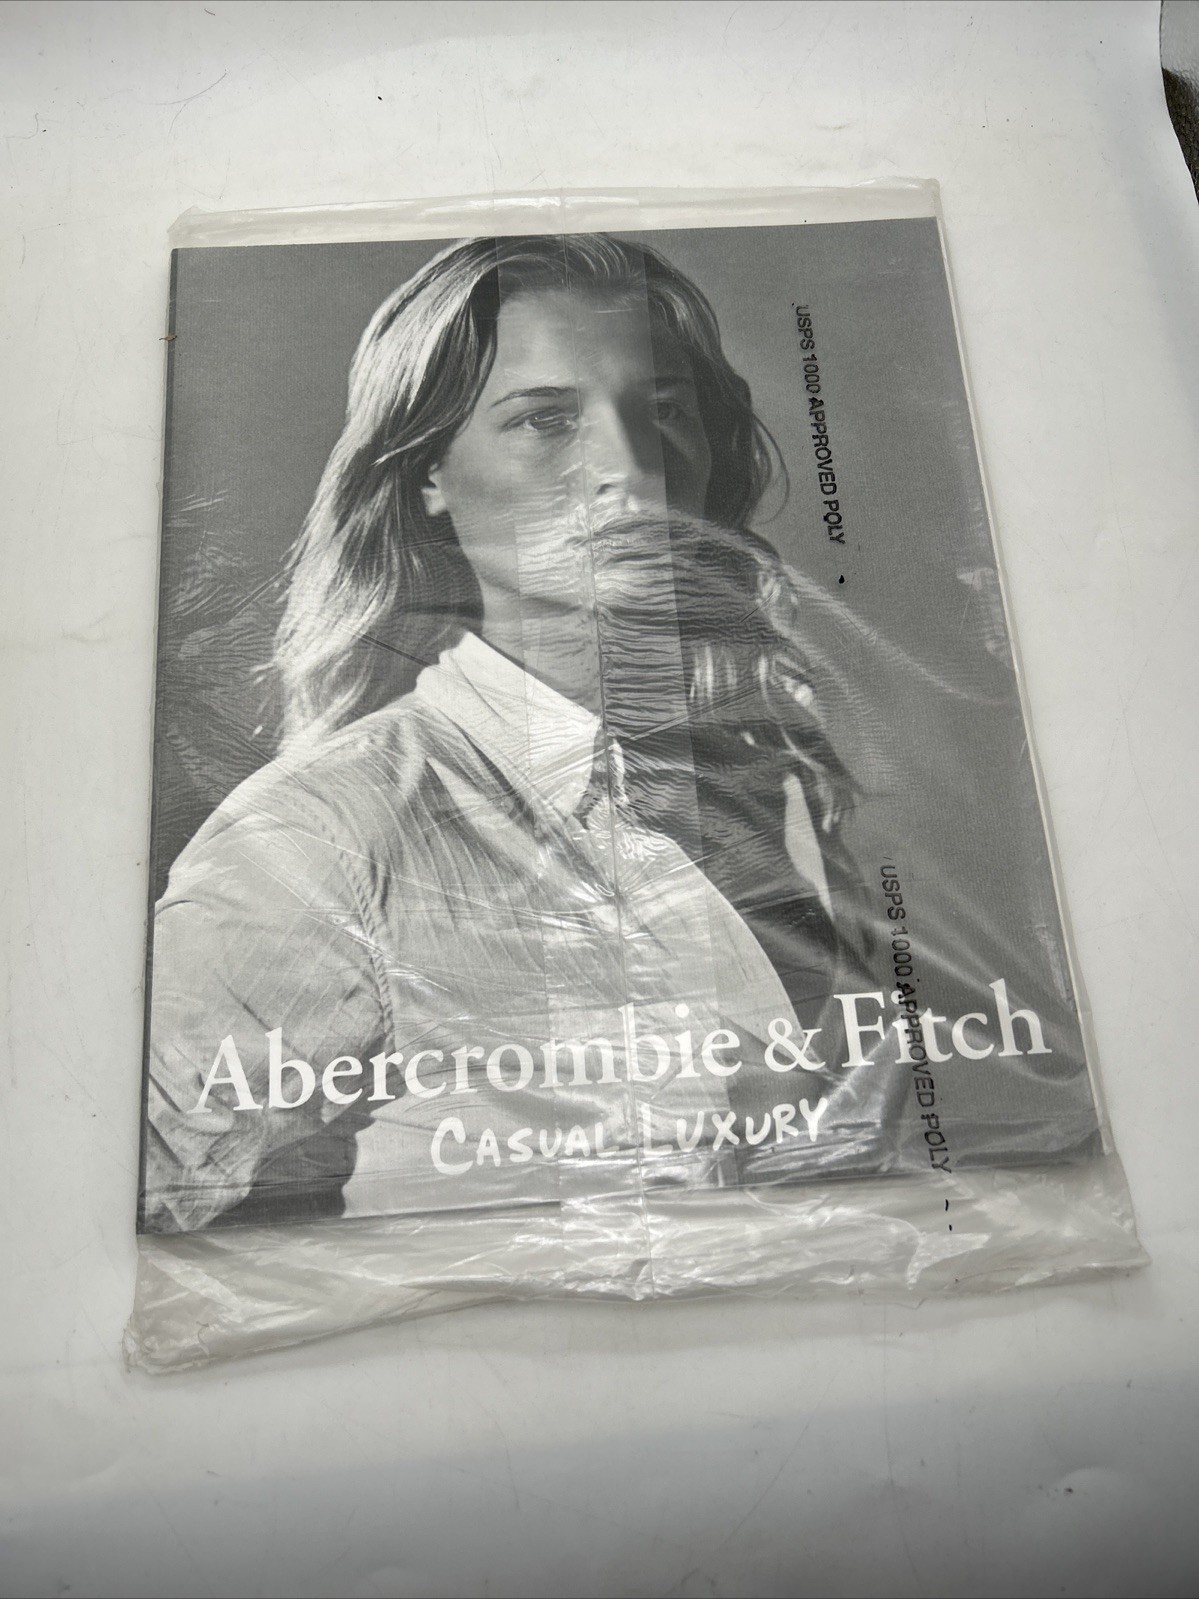 USPS 1000 APPROVED POLY
USPS 1000 APPROVED POLY
Abercrombie & Fitch
CASUAL LUXURY